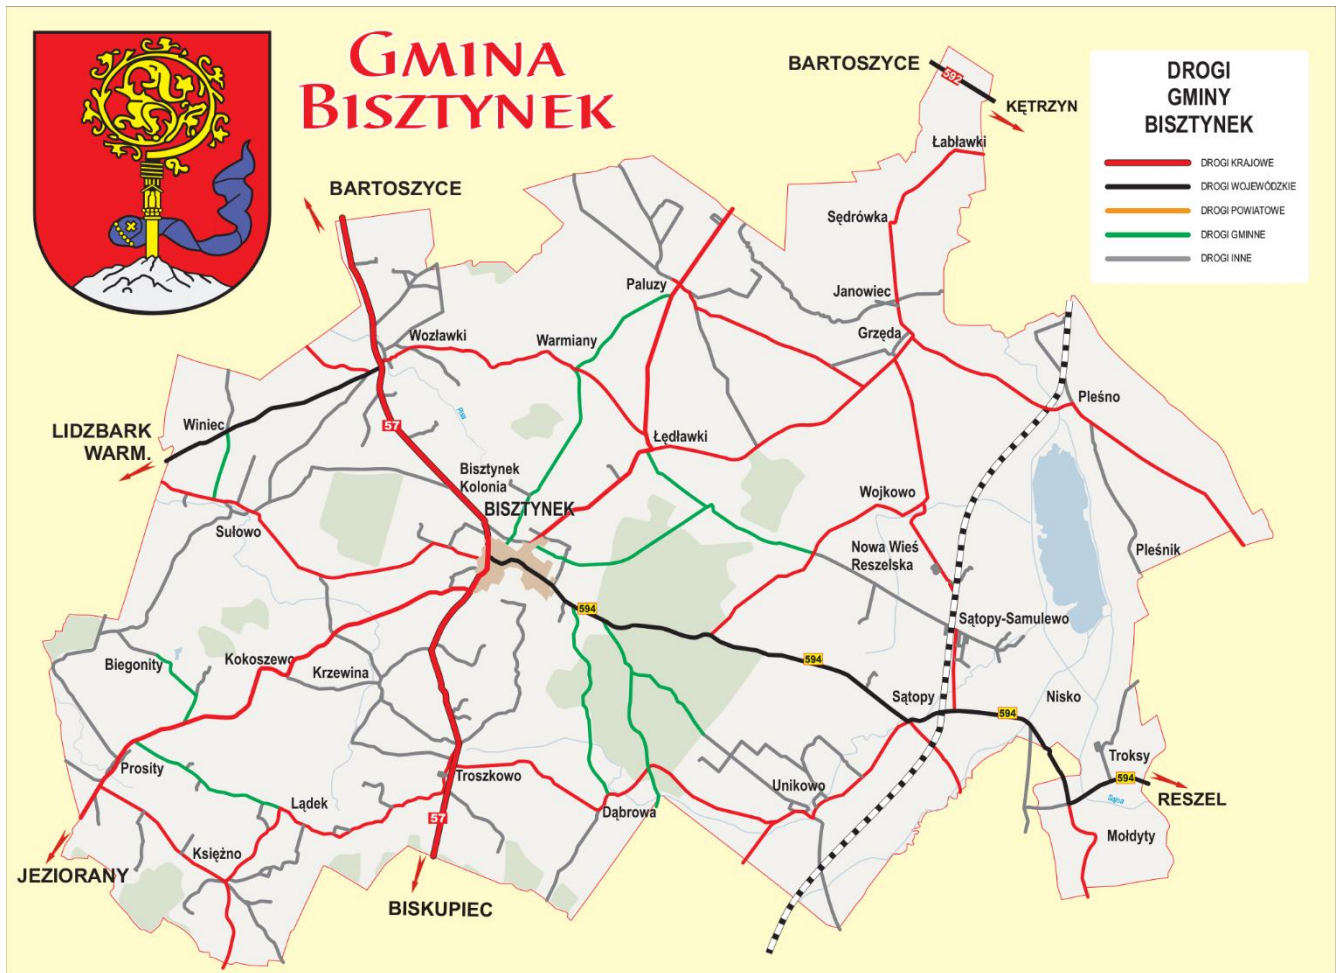 GMINA
BISZTYNEK
BARTOSZYCE
592
KĘTRZYN
DROGI
GMINY
BISZTYNEK
DROGI KRAJOWE
DROGI WOJEWÓDZKIE
DROGI POWIATOWE
DROGI GMINNE
DROGI INNE
BARTOSZYCE
Łabławki
Sędrówka
Paluzy
Janowiec
Grzęda
Wozławki
Warmiany
Pleśno
Pisa
57
Winiec
LIDZBARK
WARM.
Łędławki
Bisztynek
Kolonia
BISZTYNEK
Wojkowo
Sułowo
Nowa Wieś
Reszelska
Pleśnik
594
Sątopy-Samulewo
Biegonity
Kokoszewo
Krzewina
594
Sątopy
Nisko
594
Prosity
Troszkowo
Unikowo
Troksy
594
RESZEL
Sajna
Lądek
Dąbrowa
57
Mołdyty
Księżno
JEZIORANY
BISKUPIEC